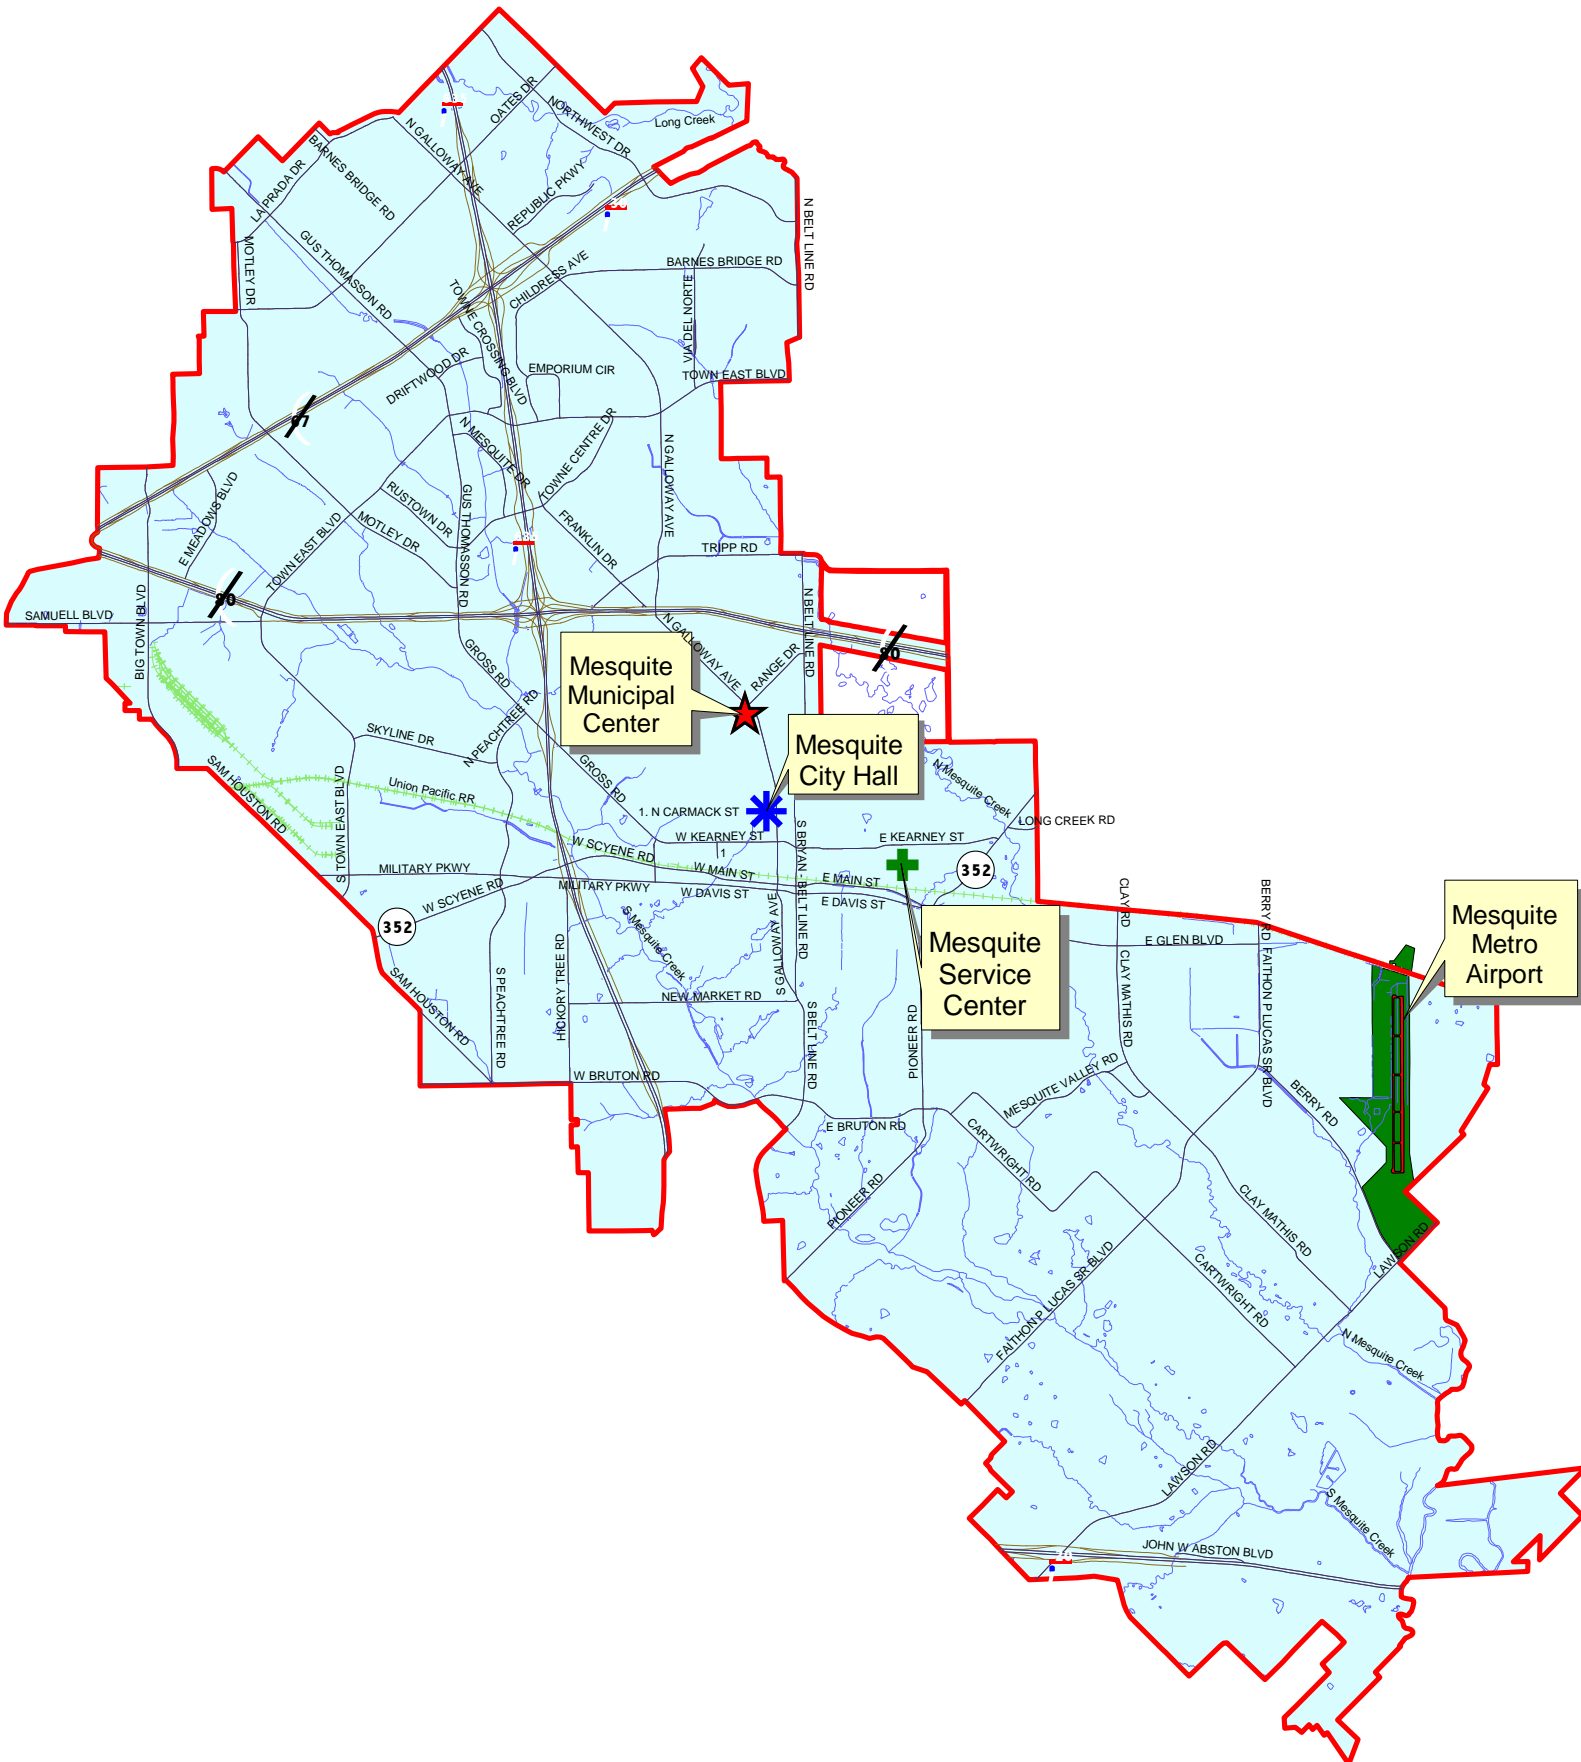 OATES DR
NORTHWEST DR
Long Creek
N GALLOWAY AVE
BARNES BRIDGE RD
LA PRADA DR
REPUBLIC PKWY
30
N BELT LINE RD
GUS THOMASSON RD
MOTLEY DR
CHILDRESS AVE
BARNES BRIDGE RD
VIA DEL NORTE
TOWNE CROSSING BLVD
DRIFTWOOD DR
EMPORIUM CIR
TOWN EAST BLVD
67
N MESQUITE DR
TOWNE CENTRE DR
N GALLOWAY AVE
E MEADOWS BLVD
RUSTOWN DR
MOTLEY DR
GUS THOMASSON RD
FRANKLIN DR
TOWN EAST BLVD
TRIPP RD
80
SAMUELL BLVD
BIG TOWN BLVD
N BELT LINE RD
N GALLOWAY AVE
RANGE DR
80
GROSS RD
Mesquite
Municipal
Center
N PEACHTREE RD
SKYLINE DR
Mesquite
City Hall
SAM HOUSTON RD
S TOWN EAST BLVD
Union Pacific RR
GROSS RD
N Mesquite Creek
1. N CARMACK ST
LONG CREEK RD
W KEARNEY ST
E KEARNEY ST
1
W SCYENE RD
S BRYAN - BELT LINE RD
MILITARY PKWY
W MAIN ST
E MAIN ST
352
MILITARY PKWY
W DAVIS ST
E DAVIS ST
W SCYENE RD
352
CLAY RD
BERRY RD
Mesquite
Metro
Airport
S Mesquite Creek
S GALLOWAY AVE
Mesquite
Service
Center
E GLEN BLVD
SAM HOUSTON RD
S PEACHTREE RD
HICKORY TREE RD
NEW MARKET RD
S BELT LINE RD
PIONEER RD
CLAY MATHIS RD
FAITHON P LUCAS SR BLVD
W BRUTON RD
MESQUITE VALLEY RD
BERRY RD
E BRUTON RD
CARTWRIGHT RD
PIONEER RD
CLAY MATHIS RD
LAWSON RD
FAITHON P LUCAS SR BLVD
CARTWRIGHT RD
N Mesquite Creek
LAWSON RD
S Mesquite Creek
JOHN W ABSTON BLVD
20